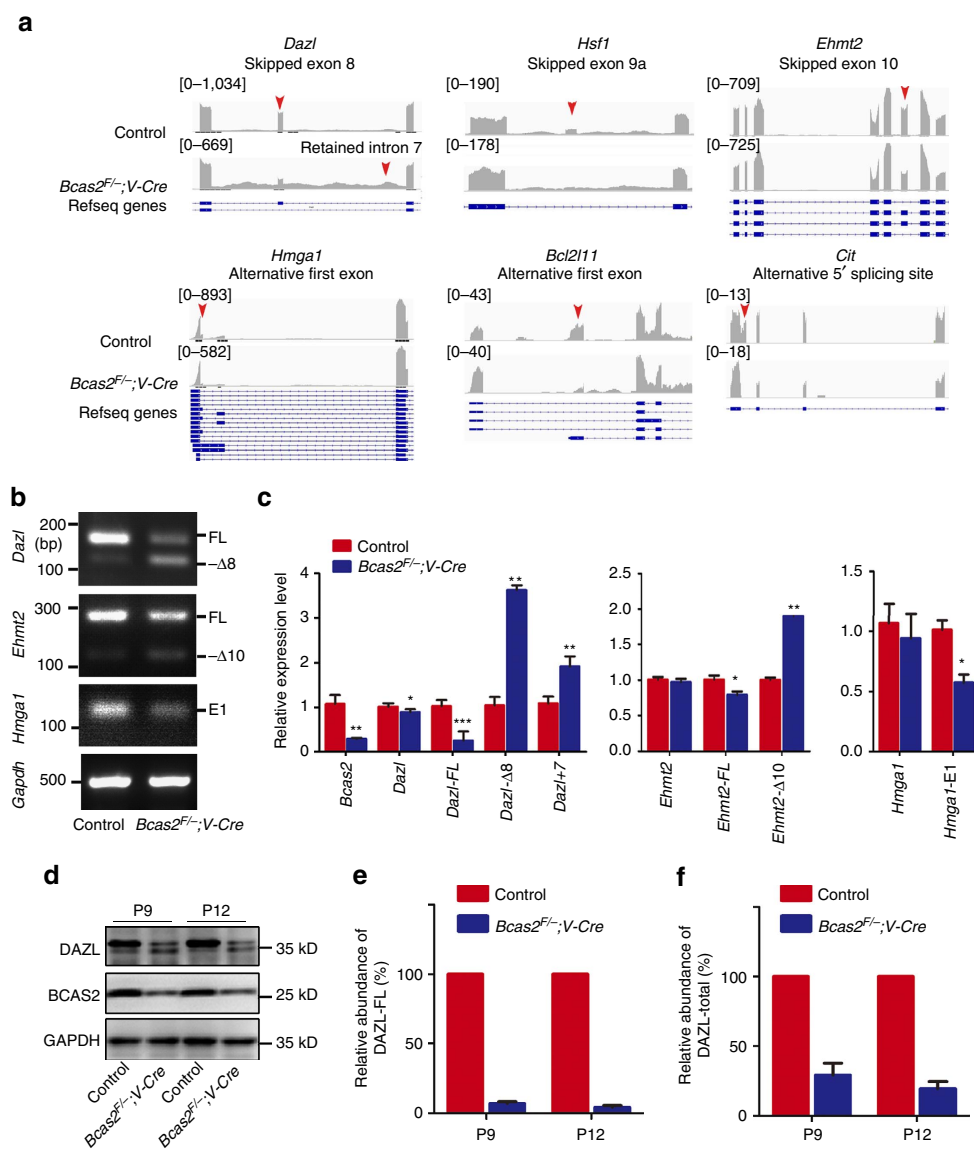 a
Dazl
Skipped exon 8
Hsf1
Skipped exon 9a
Ehmt2
Skipped exon 10
[0–1,034]
[0–190]
[0–709]
Control
[0–669]
Retained intron 7
[0–178]
[0–725]
Bcas2F/–;V-Cre
Refseq genes
Hmga1
Alternative first exon
Bcl2l11
Alternative first exon
Cit
Alternative 5′ splicing site
[0–893]
[0–43]
[0–13]
Control
[0–582]
[0–40]
[0–18]
Bcas2F/–;V-Cre
Refseq genes
b
Dazl
200
(bp)
100
FL
–Δ8
Ehmt2
300
100
FL
–Δ10
Hmga1
100
E1
Gapdh
500
Control
Bcas2F/–;V-Cre
c
Control
Bcas2F/–;V-Cre
Relative expression level
4
3
2
1
0
**
*
***
**
**
Bcas2
Dazl
Dazl-FL
Dazl-Δ8
Dazl+7
2.5
2.0
1.5
1.0
0.5
0.0
*
**
Ehmt2
Ehmt2-FL
Ehmt2-Δ10
1.5
1.0
0.5
0.0
*
Hmga1
Hmga1-E1
d
P9
P12
DAZL
35 kD
BCAS2
25 kD
GAPDH
35 kD
Control
Bcas2F/–;V-Cre
Control
Bcas2F/–;V-Cre
e
Control
Bcas2F/–;V-Cre
Relative abundance of
DAZL-FL (%)
100
50
0
P9
P12
f
Control
Bcas2F/–;V-Cre
Relative abundance of
DAZL-total (%)
100
50
0
P9
P12